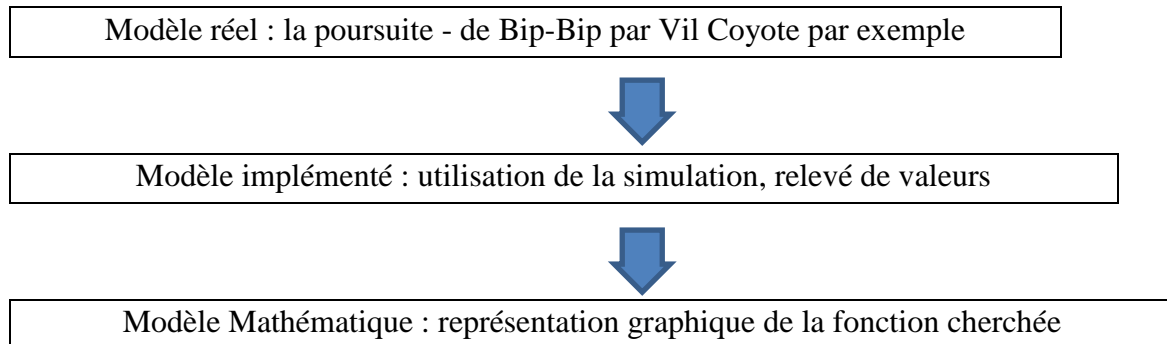 Modèle réel : la poursuite - de Bip-Bip par Vil Coyote par exemple
Modèle implémenté : utilisation de la simulation, relevé de valeurs
Modèle Mathématique : représentation graphique de la fonction cherchée